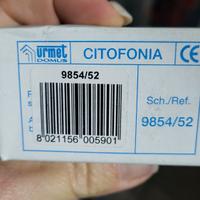 urmet
DOMUS
CITOFONIA
CE
9854/52
Sch./Ref.
9854/52
8 021156 005901